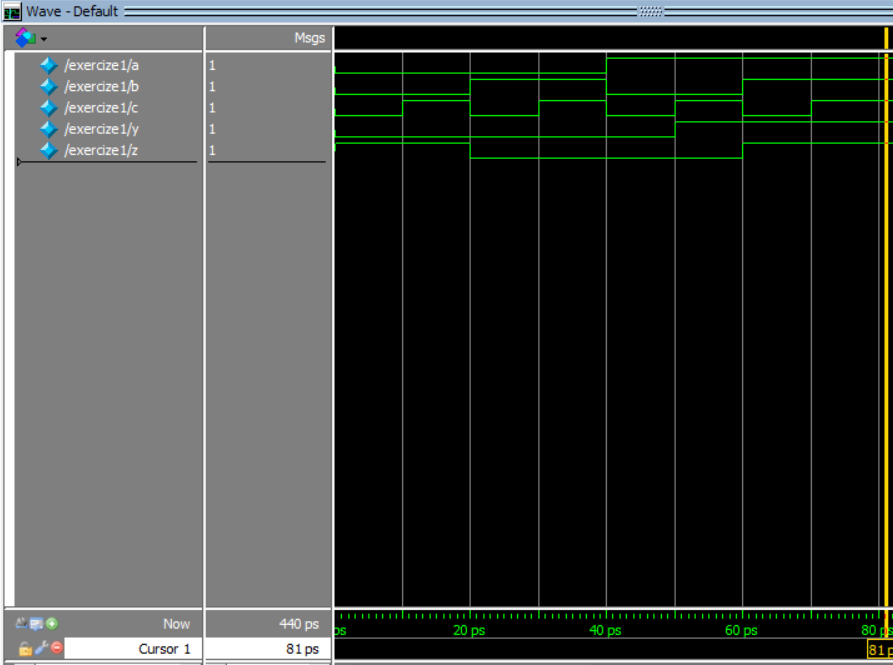 Wave - Default
Msgs
/exercize1/a 1
/exercize1/b 1
/exercize1/c 1
/exercize1/y 1
/exercize1/z 1
Now 440 ps
ps 20 ps 40 ps 60 ps 80 ps
Cursor 1 81 ps
81 p